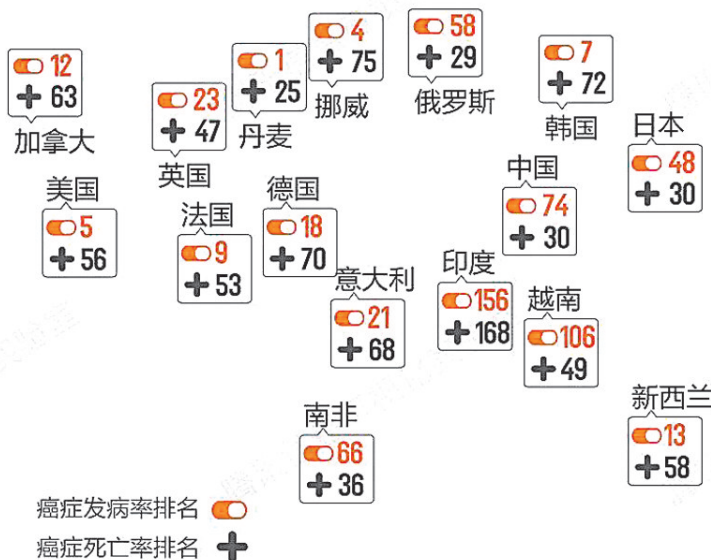 4
75
挪威
58
29
俄罗斯
1
25
丹麦
7
72
韩国
12
63
加拿大
23
47
英国
日本
48
30
中国
74
30
美国
5
56
法国
9
53
德国
18
70
印度
156
168
意大利
21
68
越南
106
49
新西兰
13
58
南非
66
36
癌症发病率排名
癌症死亡率排名